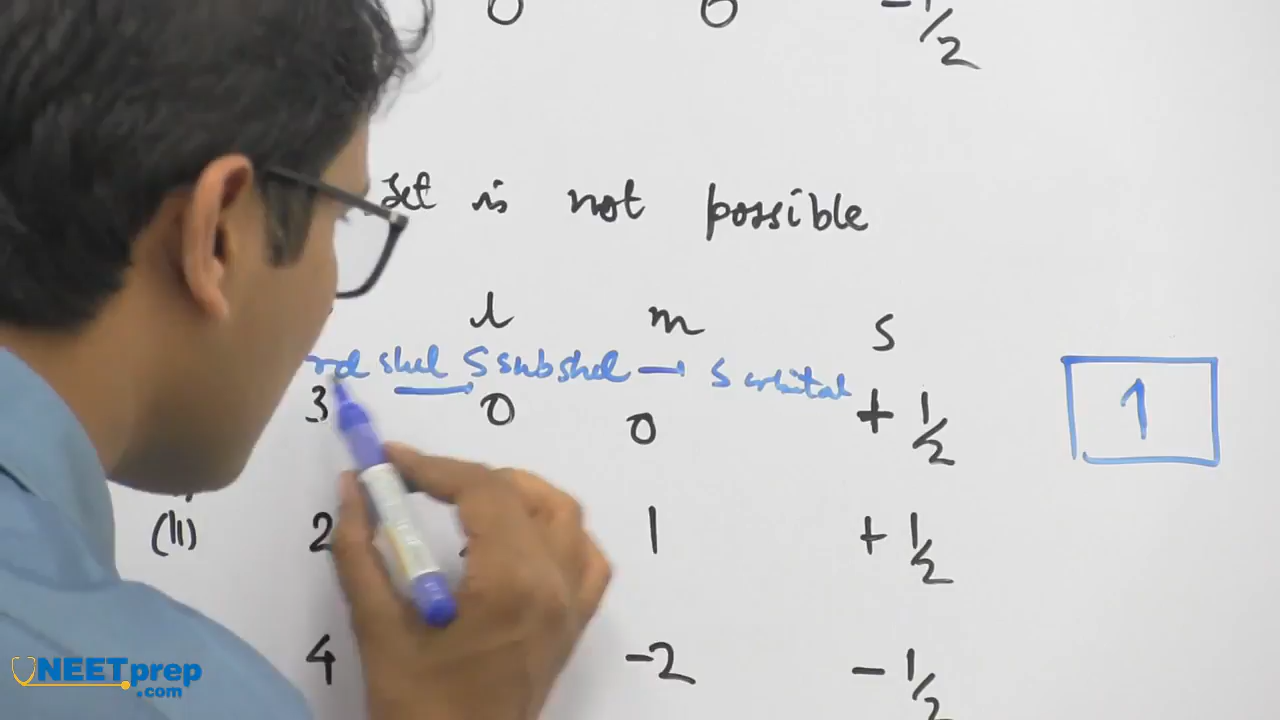 0 0 -1/2
Set is not possible
l m s
rd shel S subshel → s orbital
3 0 0 + 1/2
1
(II) 2 1 + 1/2
4 -2 - 1/2
NEETprep
.com